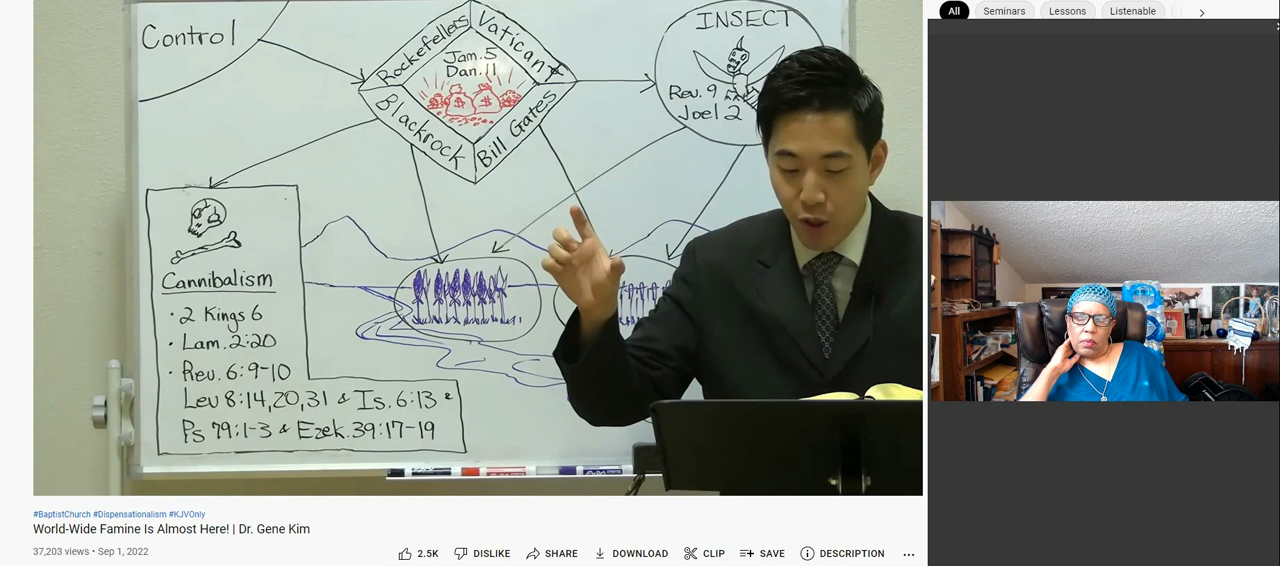 All
Seminars
Lessons
Listenable
Control
Rockefellers
Vatican
Jam. 5
Dan. 11
$ $
Blackrock
Bill Gates
INSECT
Rev. 9
Joel 2
Cannibalism
• 2 Kings 6
• Lam. 2:20
• Rev. 6:9-10
Lev 8:14,20,31 & Is. 6:13 &
Ps 79:1-3 & Ezek. 39:17-19
#BaptistChurch #Dispensationalism #KJVOnly
World-Wide Famine Is Almost Here! | Dr. Gene Kim
37,203 views • Sep 1, 2022
2.5K
DISLIKE
SHARE
DOWNLOAD
CLIP
SAVE
DESCRIPTION